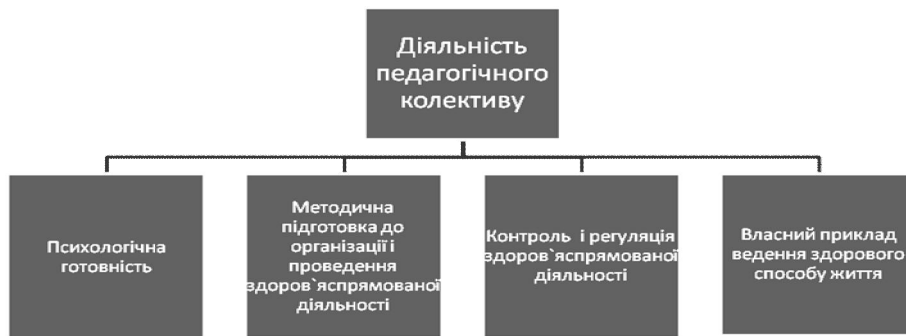 Діяльність
педагогічного
колективу
Психологічна
готовність
Методична
підготовка до
організації і
проведення
здоров`яспрямованої
діяльності
Контроль і регуляція
здоров`яспрямованої
діяльності
Власний приклад
ведення здорового
способу життя